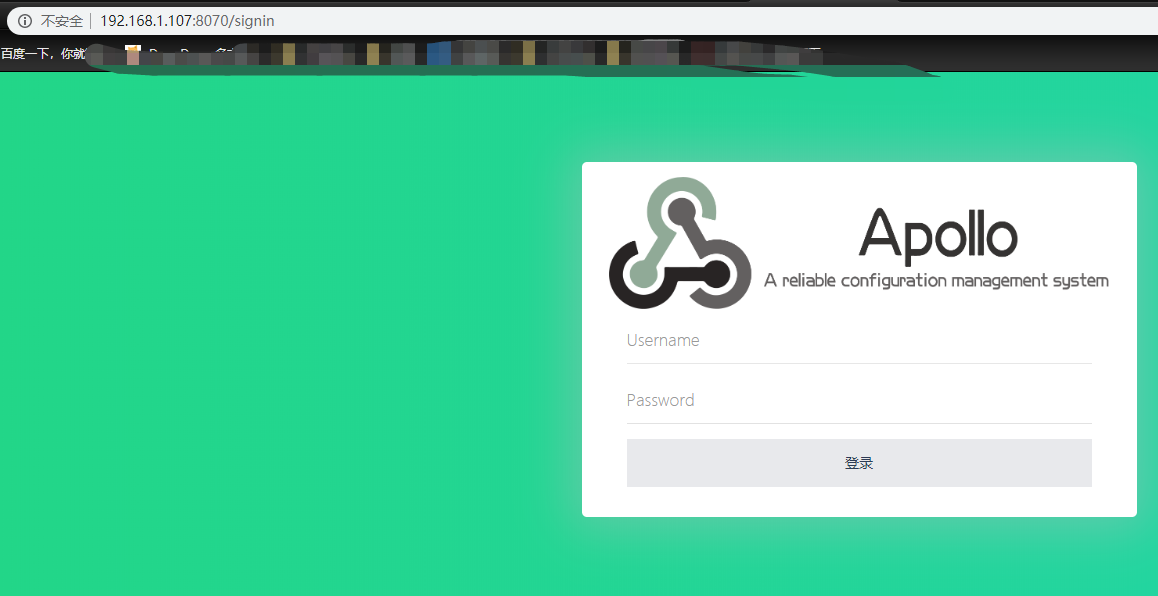 不安全 192.168.1.107:8070/signin
百度一下，你就
Apollo
A reliable configuration management system
Username
Password
登录